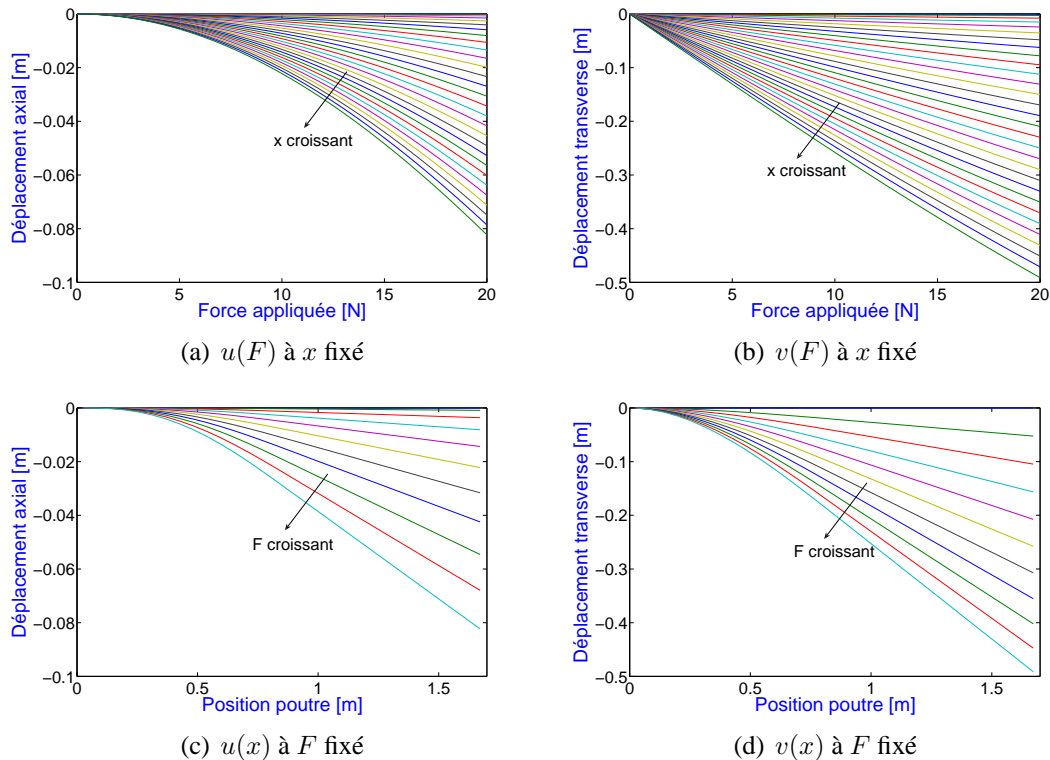 0
−0.02
−0.04
−0.06
−0.08
−0.1
Déplacement axial [m]
x croissant
0 5 10 15 20
Force appliquée [N]
(a) u(F) à x fixé
0
−0.1
−0.2
−0.3
−0.4
−0.5
Déplacement transverse [m]
x croissant
0 5 10 15 20
Force appliquée [N]
(b) v(F) à x fixé
0
−0.02
−0.04
−0.06
−0.08
−0.1
Déplacement axial [m]
F croissant
0 0.5 1 1.5
Position poutre [m]
(c) u(x) à F fixé
0
−0.1
−0.2
−0.3
−0.4
−0.5
Déplacement transverse [m]
F croissant
0 0.5 1 1.5
Position poutre [m]
(d) v(x) à F fixé